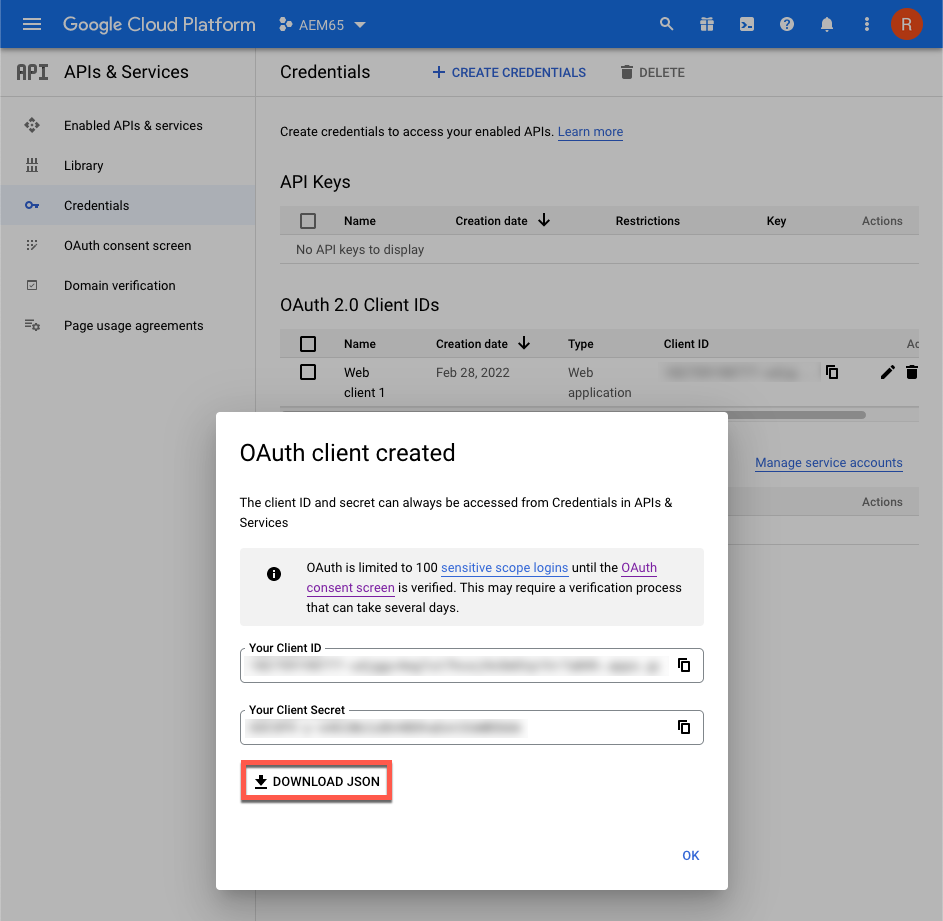 Google Cloud Platform AEM65 R
API APIs & Services
Credentials + CREATE CREDENTIALS DELETE
Enabled APIs & services
Library
Credentials
OAuth consent screen
Domain verification
Page usage agreements
Create credentials to access your enabled APIs. Learn more
API Keys
Name Creation date Restrictions Key Actions
No API keys to display
OAuth 2.0 Client IDs
Name Creation date Type Client ID Ac
Web Feb 28, 2022 Web
client 1 application
Manage service accounts
Actions
OAuth client created
The client ID and secret can always be accessed from Credentials in APIs &
Services
OAuth is limited to 100 sensitive scope logins until the OAuth
consent screen is verified. This may require a verification process
that can take several days.
Your Client ID
Your Client Secret
DOWNLOAD JSON
OK